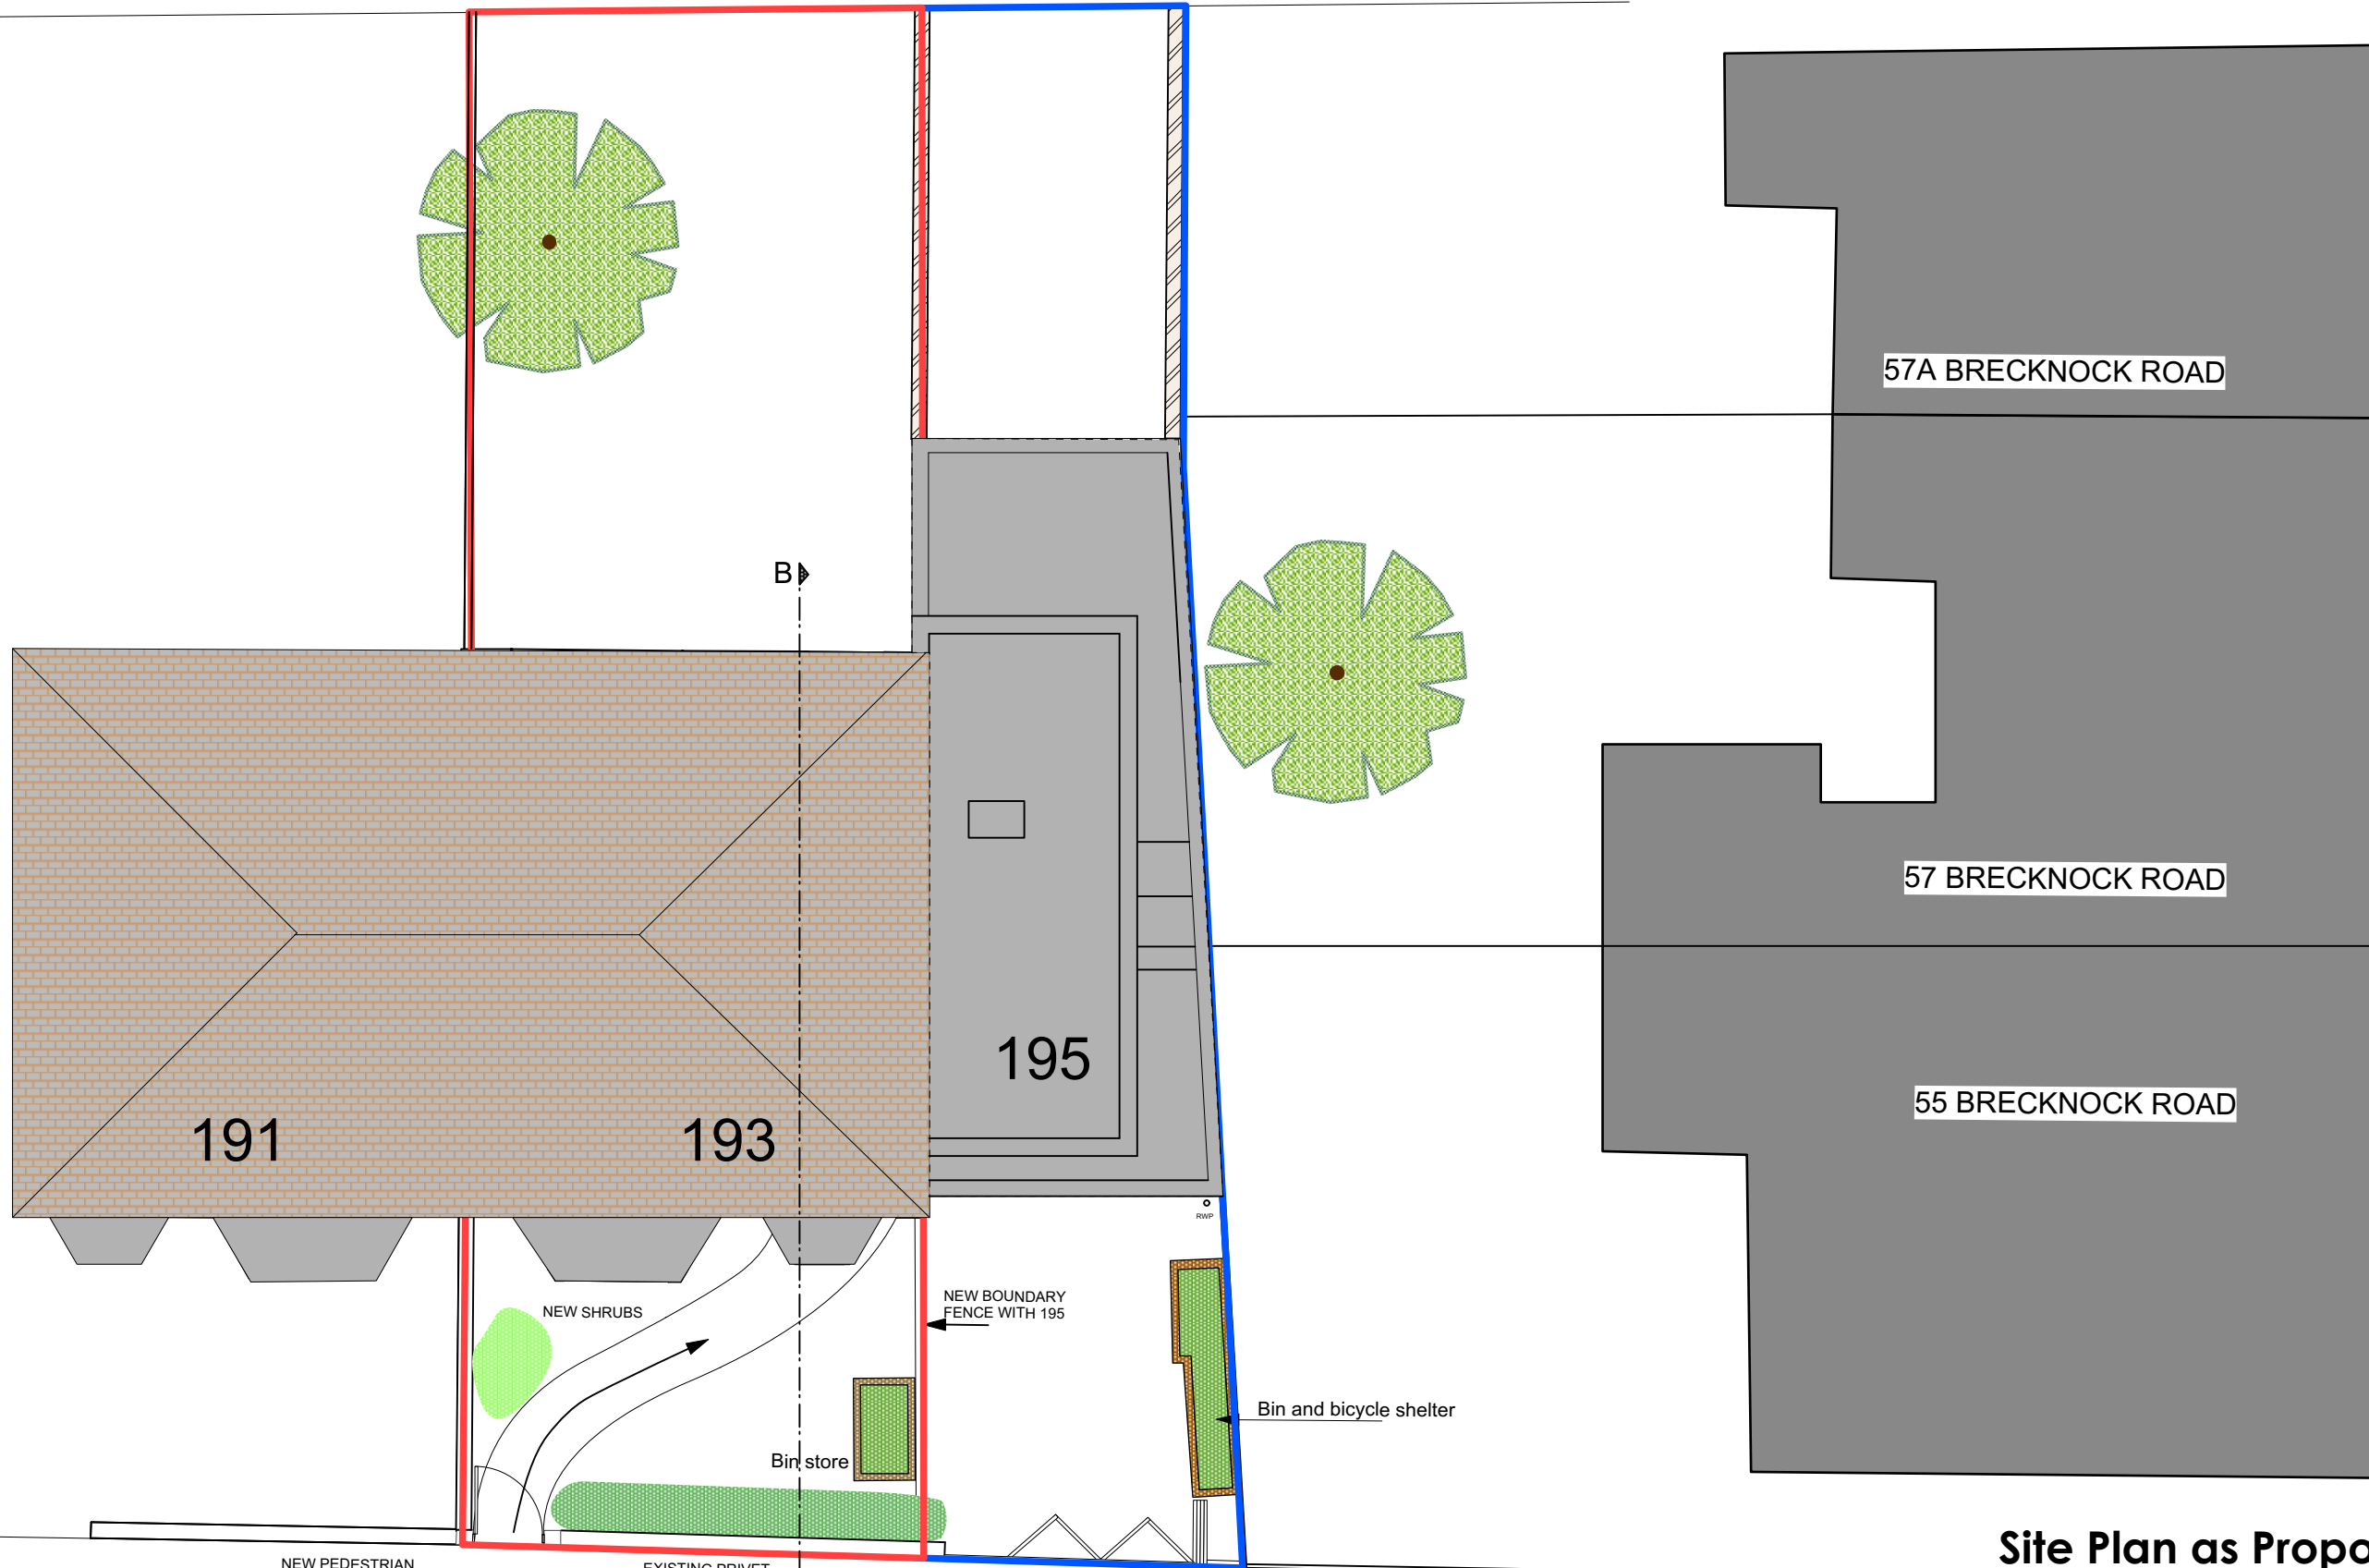 57A BRECKNOCK ROAD
B
57 BRECKNOCK ROAD
195
55 BRECKNOCK ROAD
191
193
RWP
NEW BOUNDARY
FENCE WITH 195
NEW SHRUBS
Bin and bicycle shelter
Bin store
Site Plan as Propo
NEW PEDESTRIAN
EXISTING PRIVET